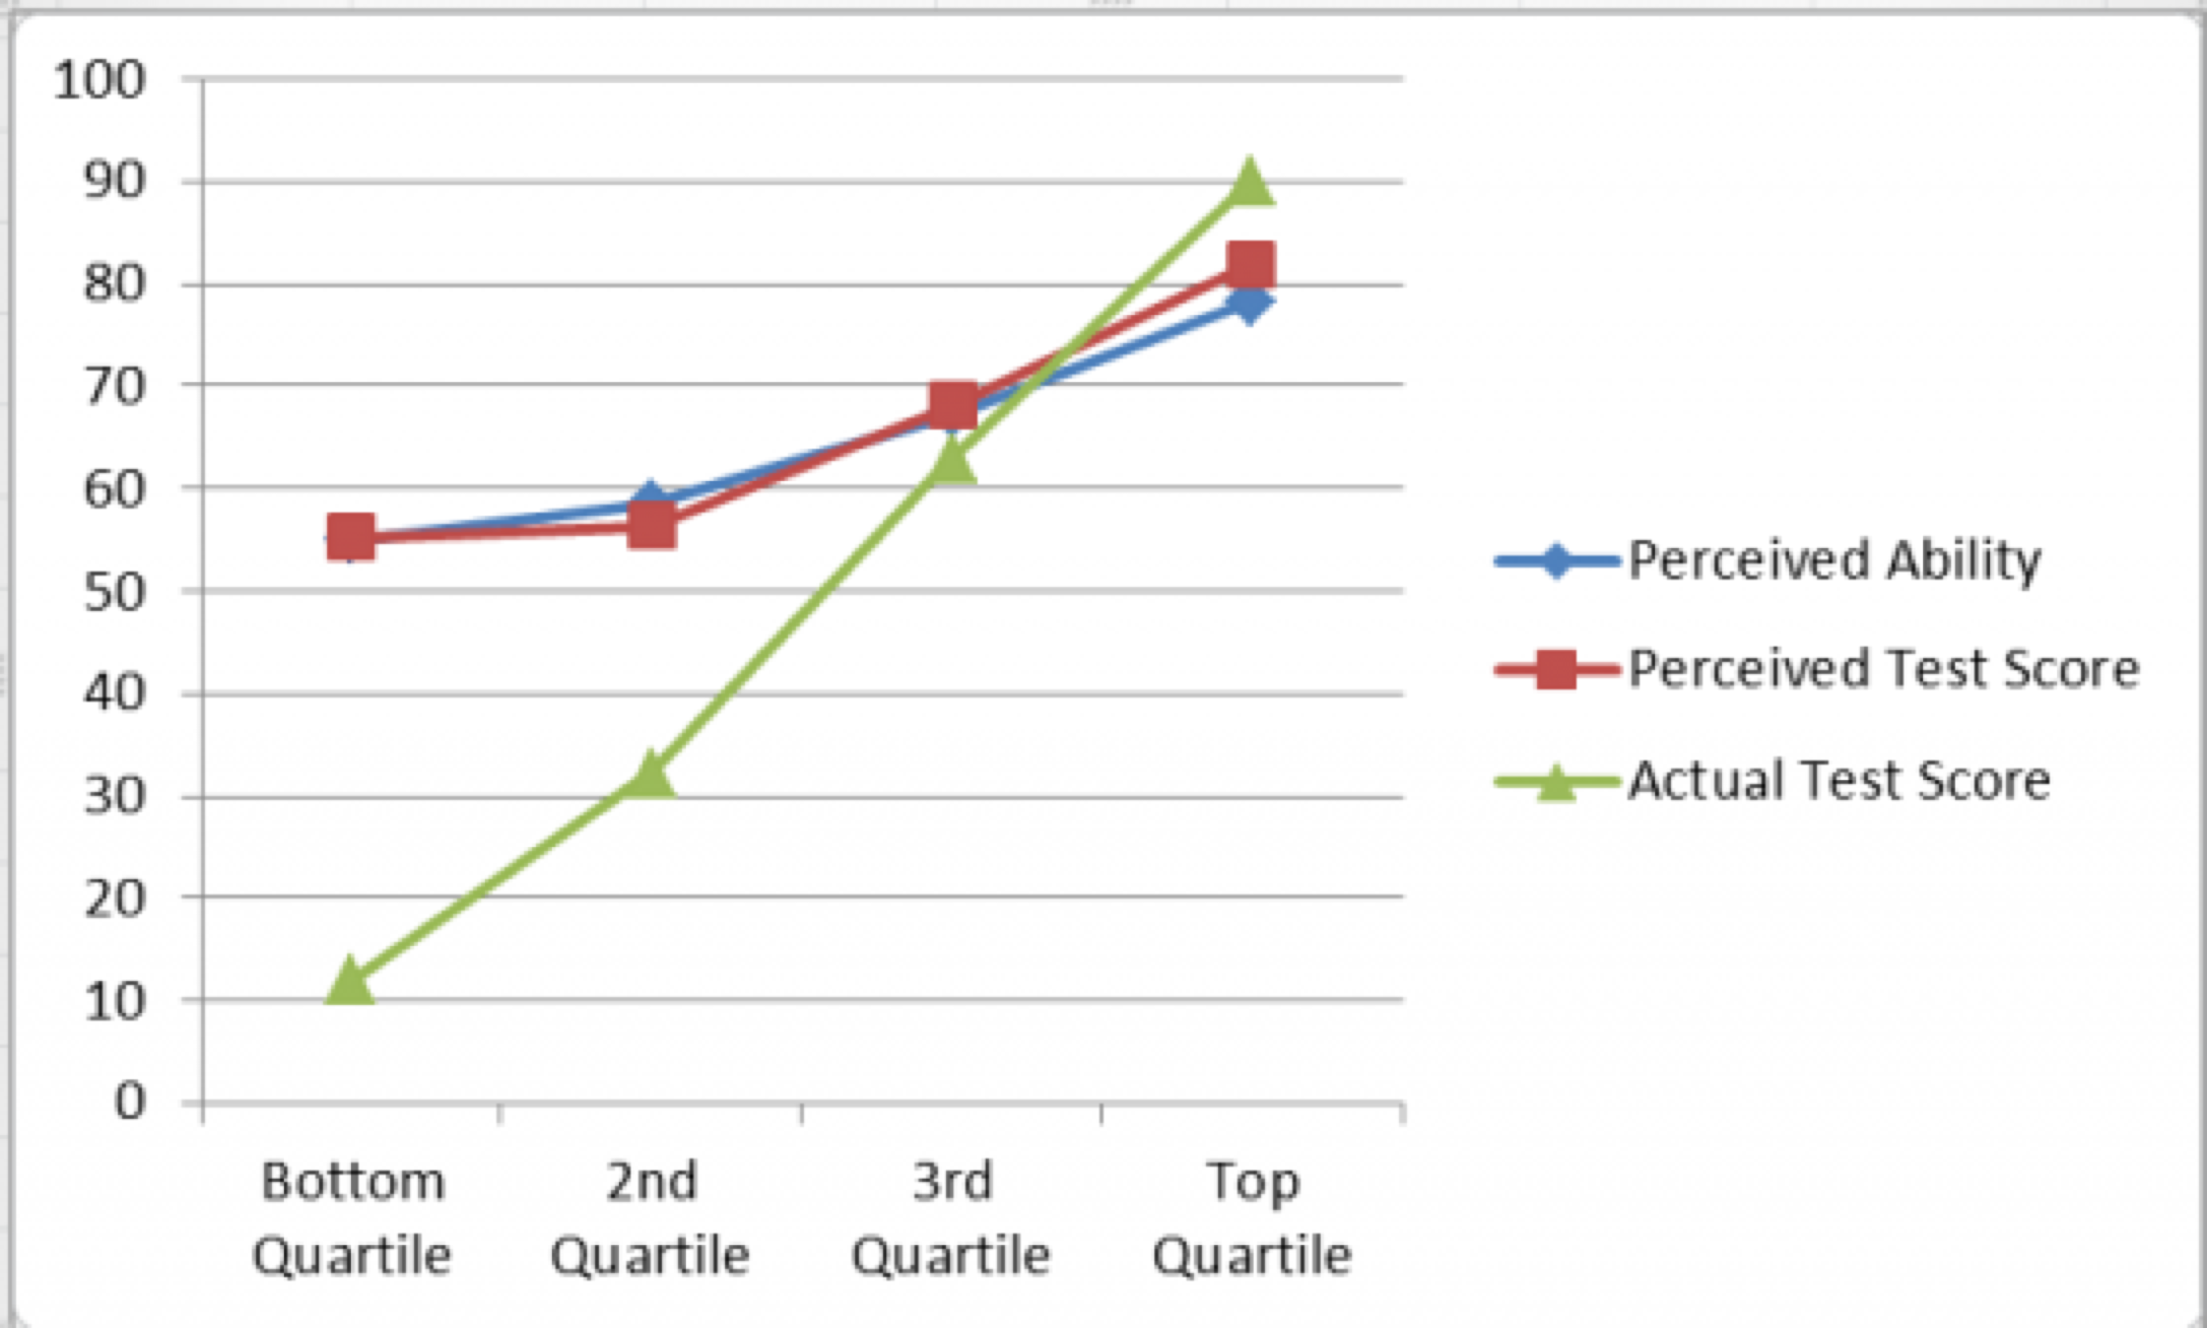 100
90
80
70
60
50
40
30
20
10
0
Bottom Quartile
2nd Quartile
3rd Quartile
Top Quartile
Perceived Ability
Perceived Test Score
Actual Test Score